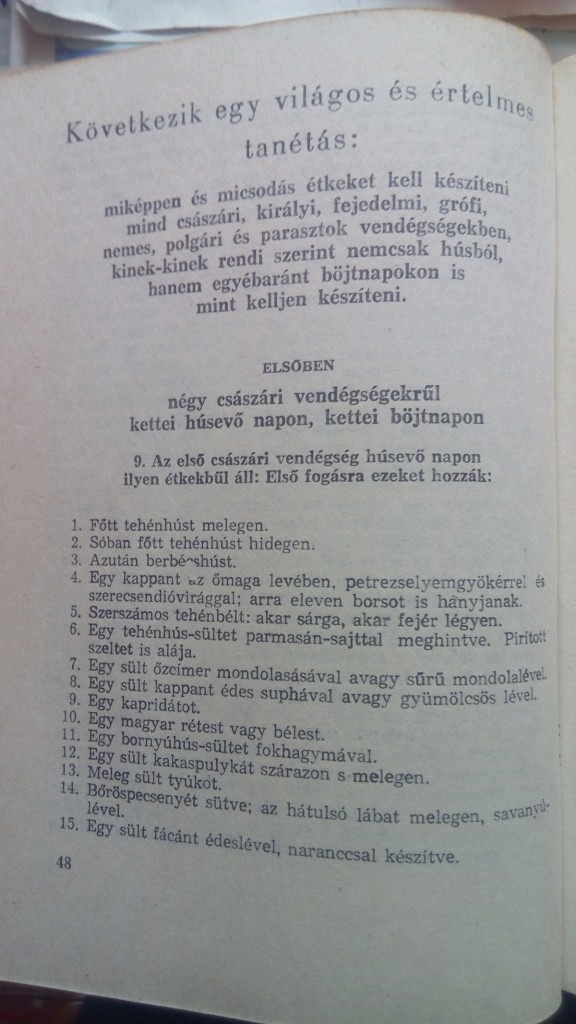 Következik egy világos és értelmes
tanétás:
miképpen és micsodás étkeket kell készíteni
mind császári, királyi, fejedelmi, grófi,
nemes, polgári és parasztok vendégségekben,
kinek-kinek rendi szerint nemcsak húsból,
hanem egyébaránt böjtnapokon is
mint kelljen készíteni.
ELSŐBEN
négy császári vendégségekrűl
kettei húsevő napon, kettei böjtnapon
9. Az első császári vendégség húsevő napon
ilyen étkekbűl áll: Első fogásra ezeket hozzák:
1. Főtt tehénhúst melegen.
2. Sóban főtt tehénhúst hidegen.
3. Azután berbéshúst.
4. Egy kappant az őmaga levében, petrezselyemgyökérrel és
szerecsendióvirággal; arra eleven borsot is hányjanak.
5. Szerszámos tehénbélt: akar sárga, akar fejér légyen.
6. Egy tehénhús-sültet parmasán-sajttal meghintve. Pirított
szeltet is alája.
7. Egy sült őzcímer mondolasásával avagy sűrű mondolalével.
8. Egy sült kappant édes suphával avagy gyümölcsös lével.
9. Egy kapridátot.
10. Egy magyar rétest vagy bélest.
11. Egy bornyúhús-sültet fokhagymával.
12. Egy sült kakaspulykát szárazon s melegen.
13. Meleg sült tyúkot.
14. Bőröspecsenyét sütve; az hátulsó lábat melegen, savanyú-
lével.
15. Egy sült fácánt édeslével, naranccsal készítve.
48